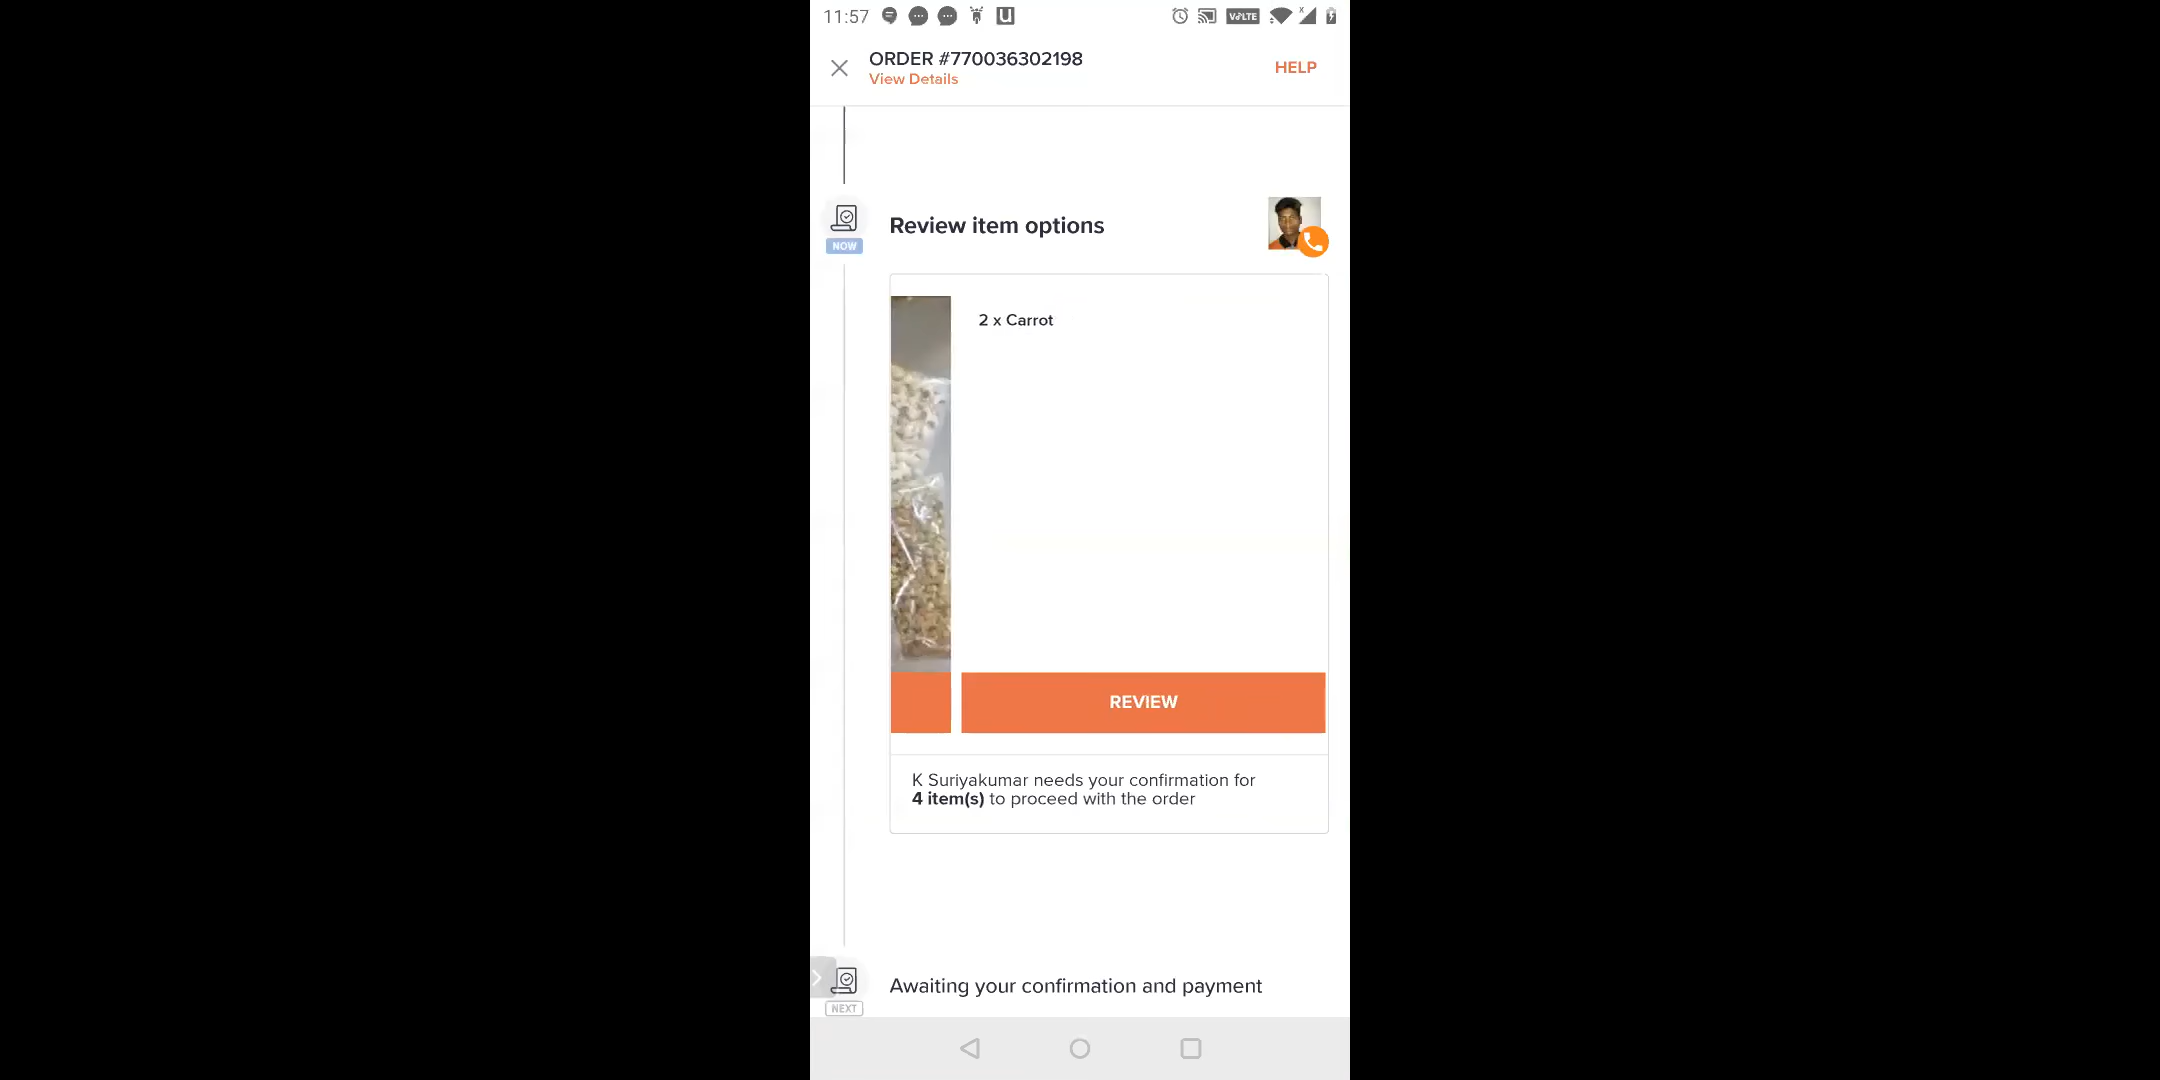 11:57
VoLTE
ORDER #770036302198
View Details
HELP
NOW
Review item options
2 x Carrot
REVIEW
K Suriyakumar needs your confirmation for
4 item(s) to proceed with the order
Awaiting your confirmation and payment
NEXT